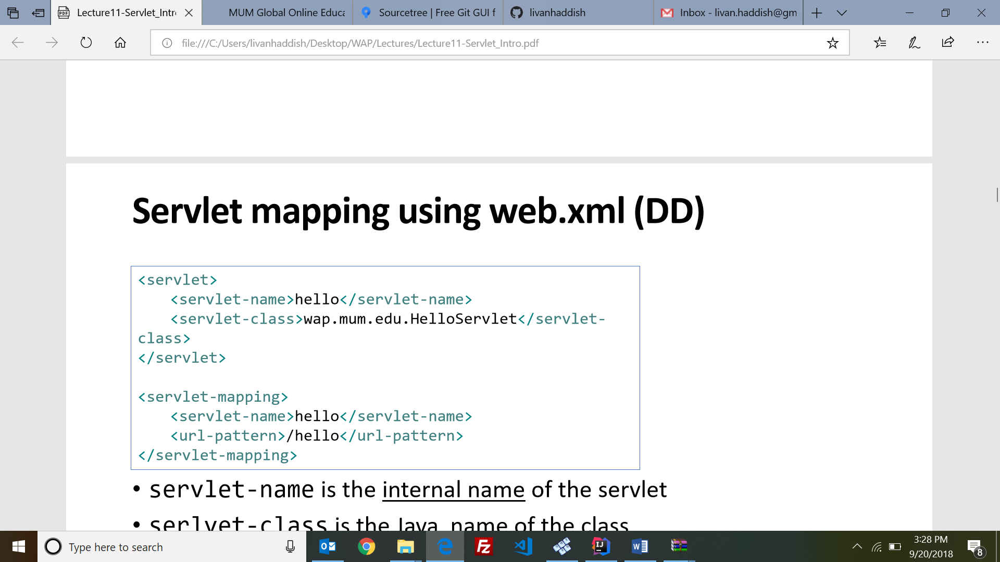 Lecture11-Servlet_Intr
MUM Global Online Educa
Sourcetree | Free Git GUI f
livanhaddish
Inbox - livan.haddish@gm
file:///C:/Users/livanhaddish/Desktop/WAP/Lectures/Lecture11-Servlet_Intro.pdf
Servlet mapping using web.xml (DD)
<servlet>
<servlet-name>hello</servlet-name>
<servlet-class>wap.mum.edu.HelloServlet</servlet-
class>
</servlet>
<servlet-mapping>
<servlet-name>hello</servlet-name>
<url-pattern>/hello</url-pattern>
</servlet-mapping>
• servlet-name is the internal name of the servlet
• serlvet-class is the Java name of the class
Type here to search
3:28 PM
9/20/2018
8